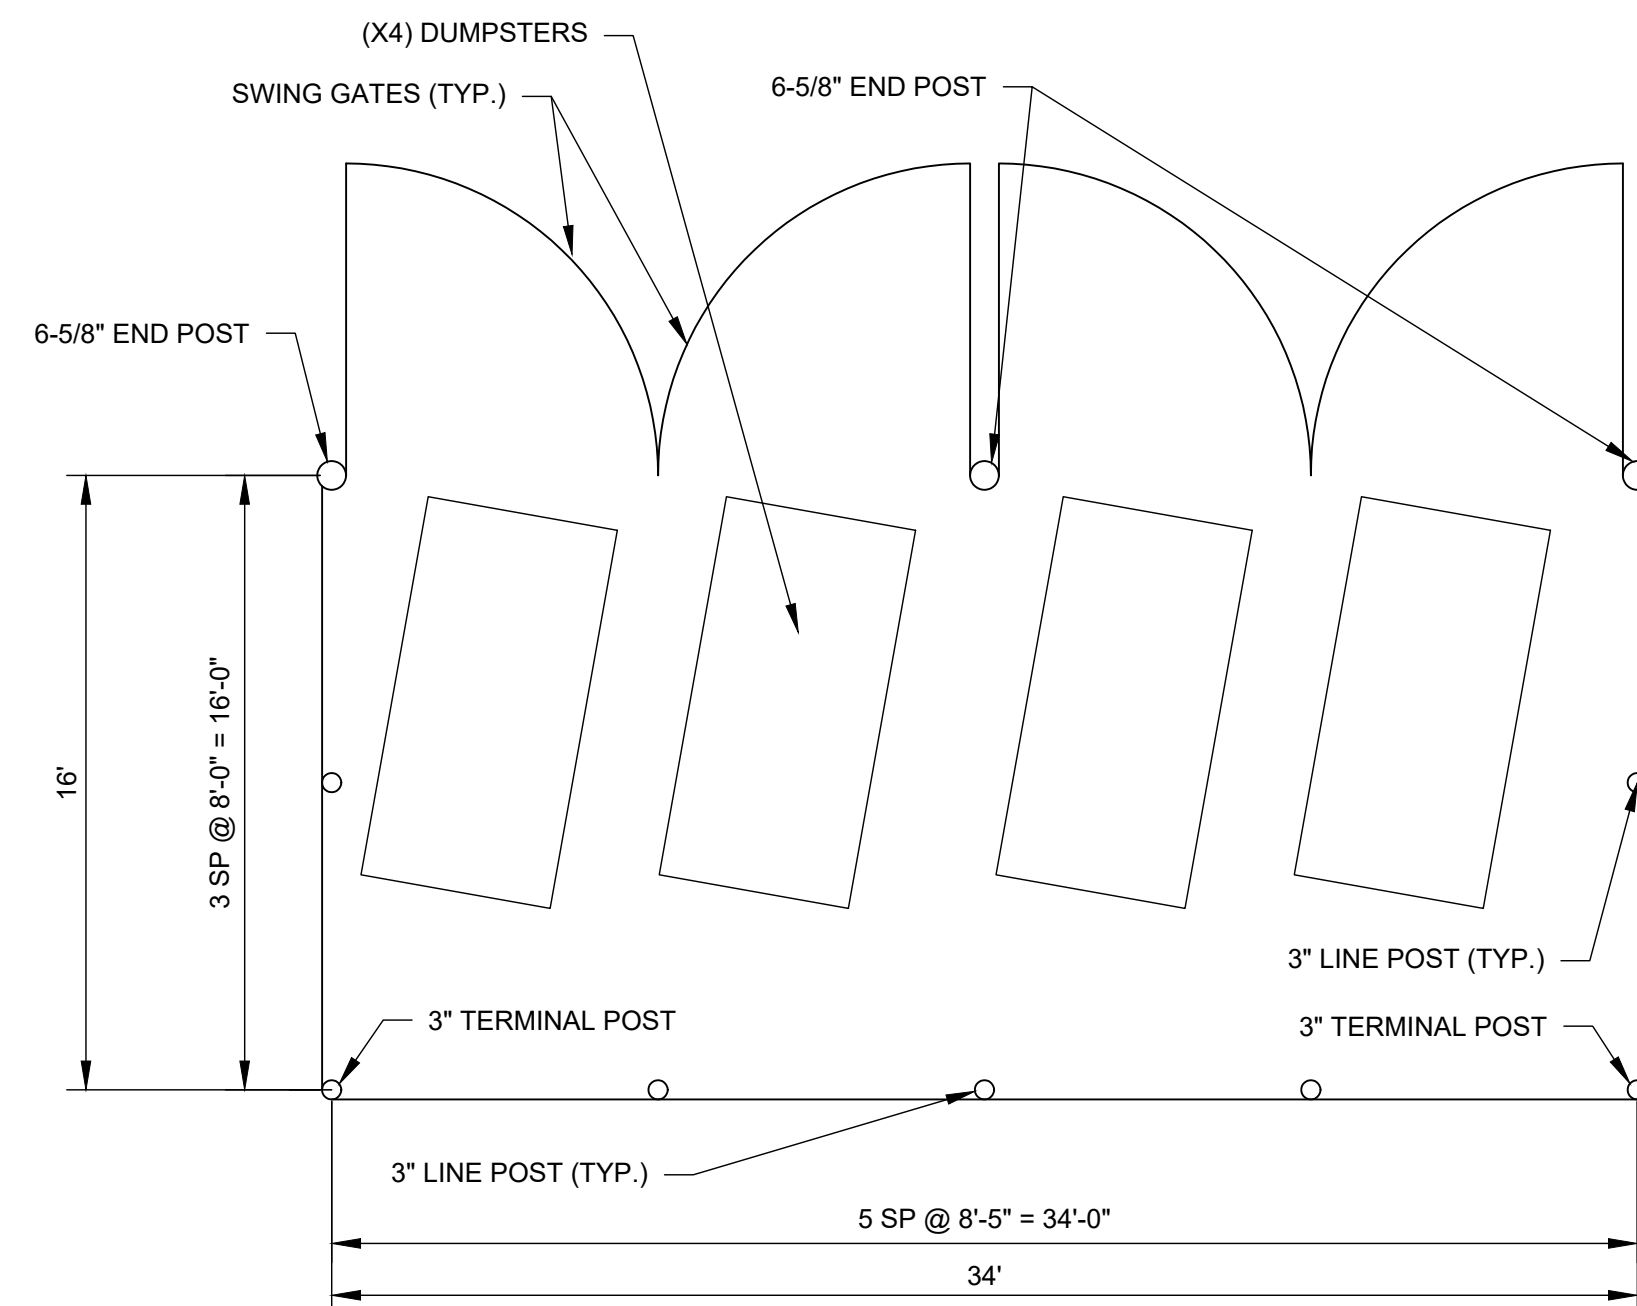 (X4) DUMPSTERS
SWING GATES (TYP.)
6-5/8" END POST
6-5/8" END POST
16'
3 SP @ 8'-0" = 16'-0"
3" LINE POST (TYP.)
3" TERMINAL POST
3" TERMINAL POST
3" LINE POST (TYP.)
5 SP @ 8'-5" = 34'-0"
34'